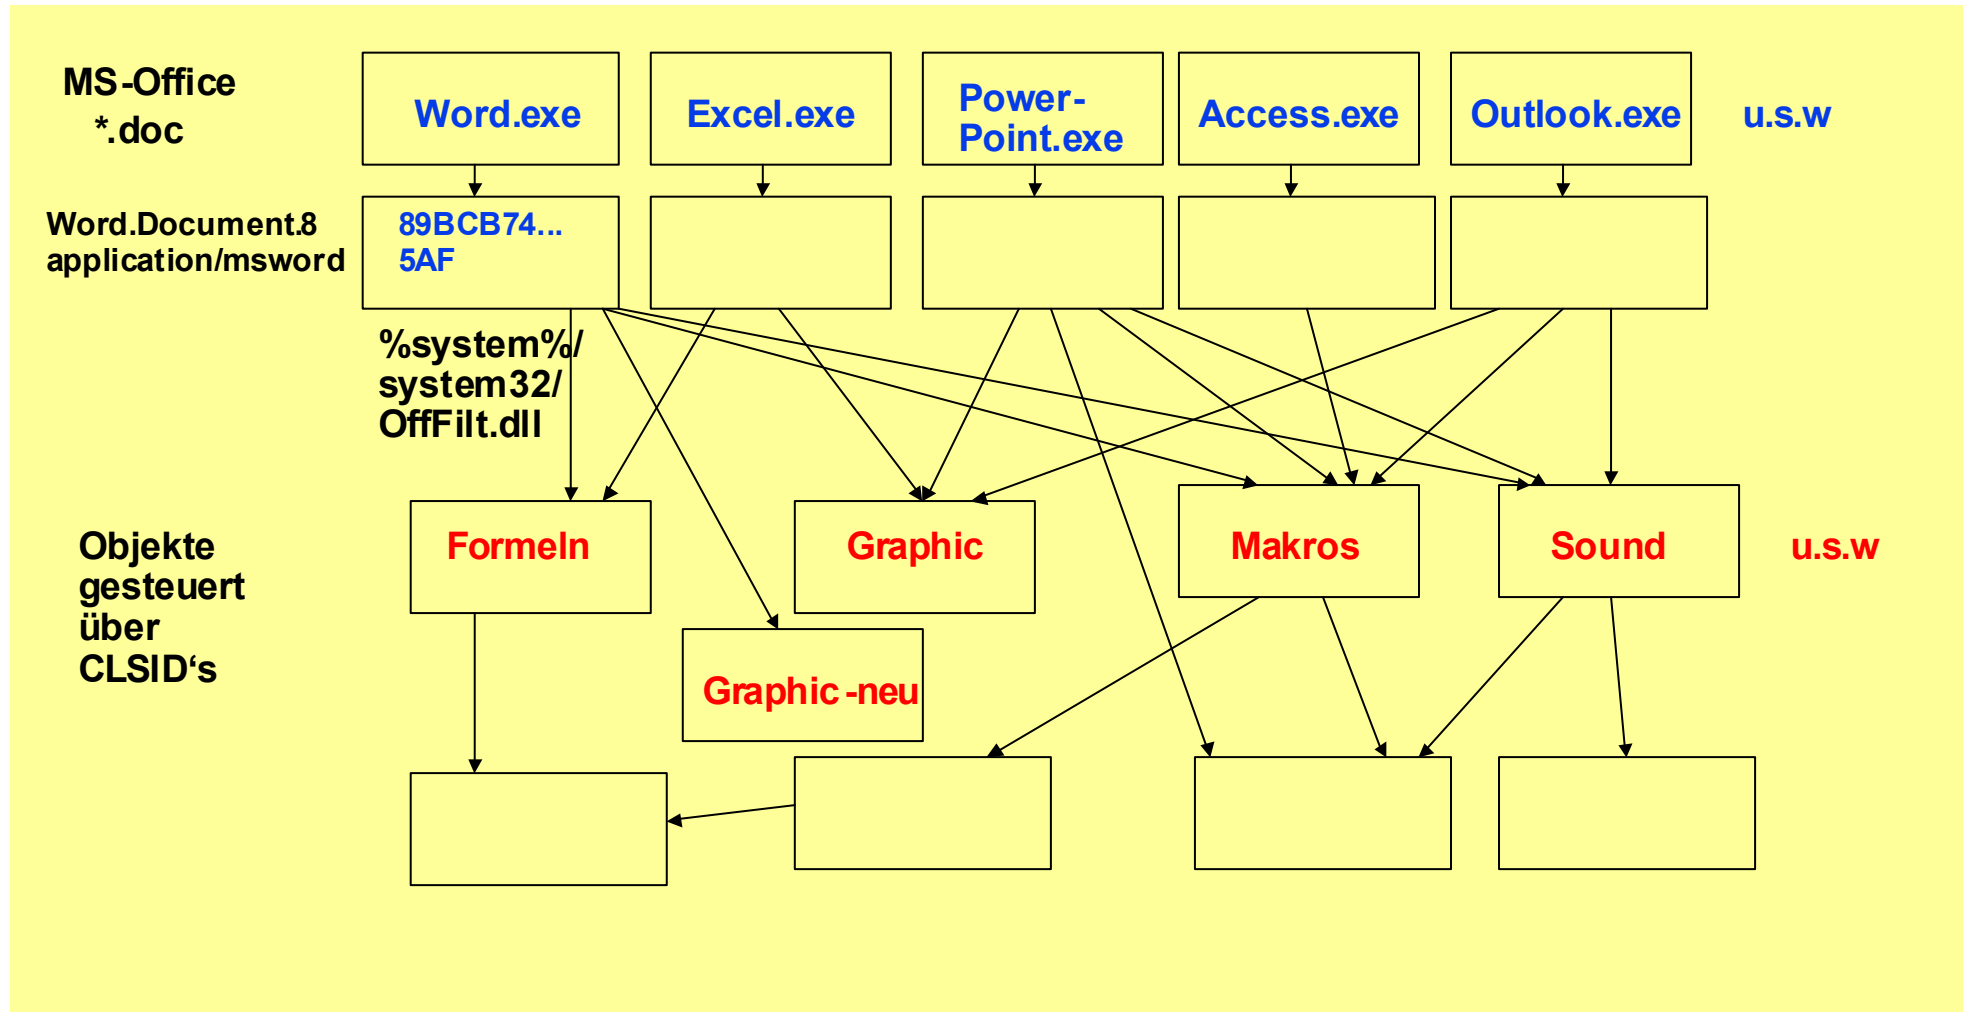 MS-Office
*.doc
Word.exe
Excel.exe
Power-
Point.exe
Access.exe
Outlook.exe
u.s.w
Word.Document.8
application/msword
89BCB74...
5AF
%system%/
system32/
OffFilt.dll
Objekte
gesteuert
über
CLSID‘s
Formeln
Graphic
Makros
Sound
u.s.w
Graphic-neu